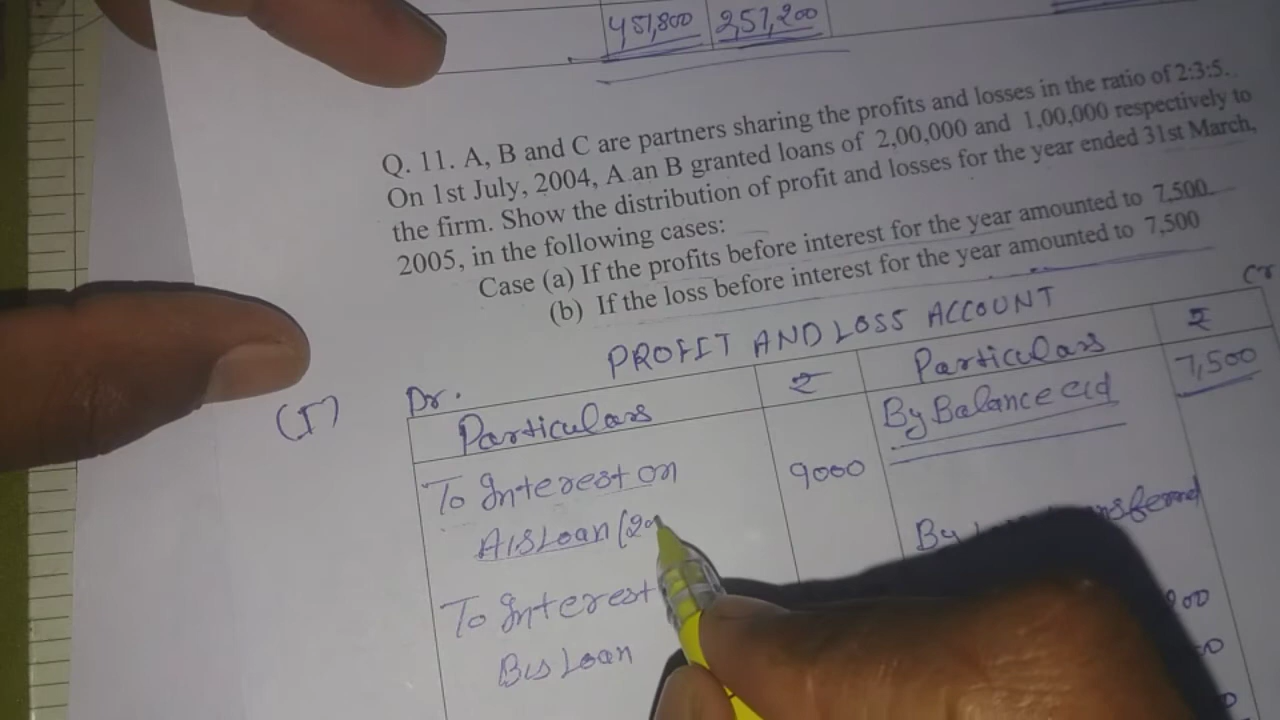 457,800 257,200
Q. 11. A, B and C are partners sharing the profits and losses in the ratio of 2:3:5.
On 1st July, 2004, A an B granted loans of 2,00,000 and 1,00,000 respectively to
the firm. Show the distribution of profit and losses for the year ended 31st March,
2005, in the following cases:
Case (a) If the profits before interest for the year amounted to 7,500
(b) If the loss before interest for the year amounted to 7,500
PROFIT AND LOSS ACCOUNT
(I) Dr. Cr
Particulars ₹ Particulars ₹
To Interest on 9000 By Balance 7,500
A's Loan (20
To Interest By
B's Loan